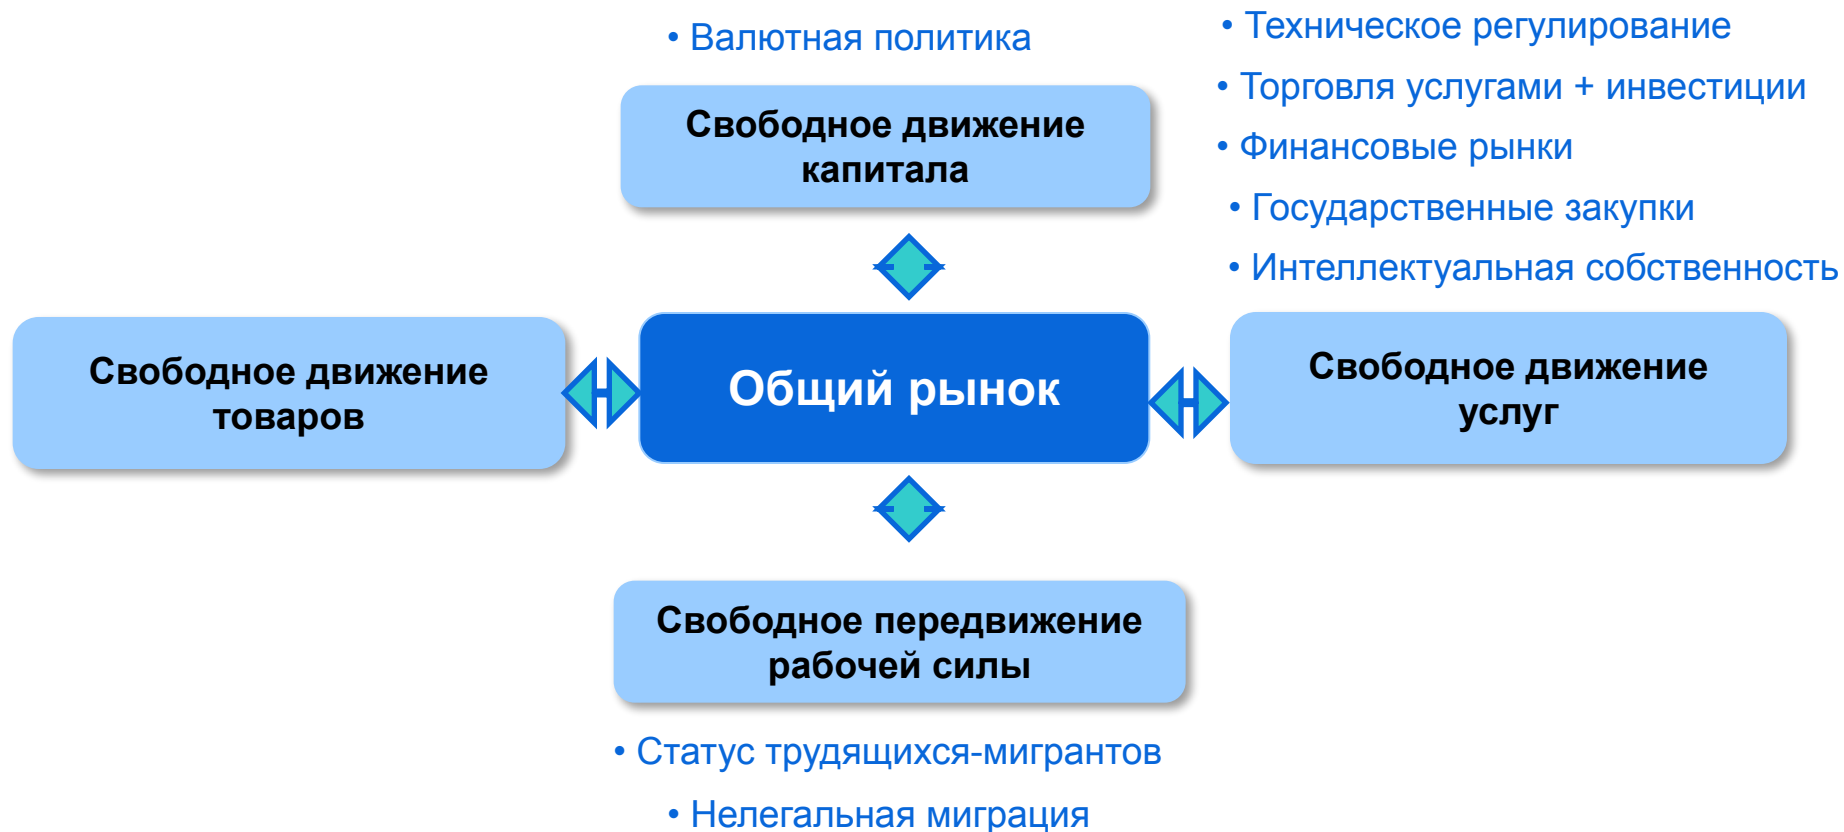 • Валютная политика
Свободное движение
капитала
• Техническое регулирование
• Торговля услугами + инвестиции
• Финансовые рынки
• Государственные закупки
• Интеллектуальная собственность
Свободное движение
товаров
Общий рынок
Свободное движение
услуг
Свободное передвижение
рабочей силы
• Статус трудящихся-мигрантов
• Нелегальная миграция